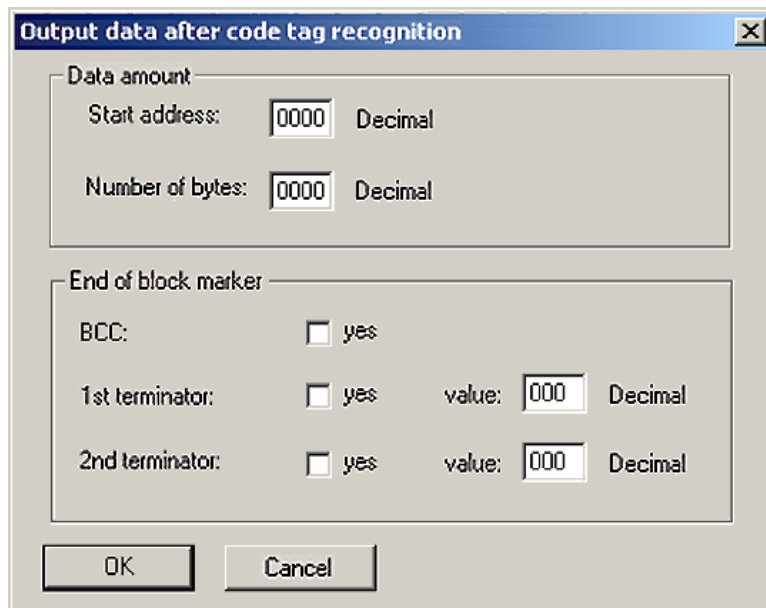 Output data after code tag recognition
Data amount
Start address: 0000 Decimal
Number of bytes: 0000 Decimal
End of block marker
BCC: yes
1st terminator: yes value: 000 Decimal
2nd terminator: yes value: 000 Decimal
OK Cancel